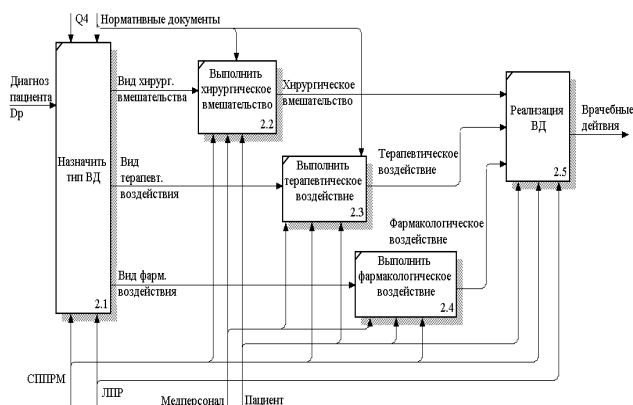 Q4
Нормативные документы
Диагноз
пациента
Dp
Назначить
тип ВД
2.1
Вид хирург.
вмешательства
Выполнить
хирургическое
вмешательство
2.2
Хирургическое
вмешательство
Вид
терапевт.
воздействия
Выполнить
терапевтическое
воздействие
2.3
Терапевтическое
воздействие
Реализация
ВД
2.5
Врачебные
дейтвия
Фармакологическое
воздействие
Вид фарм.
воздействия
Выполнить
фармакологическое
воздействие
2.4
СППРМ
ЛПР
Медперсонал
Пациент